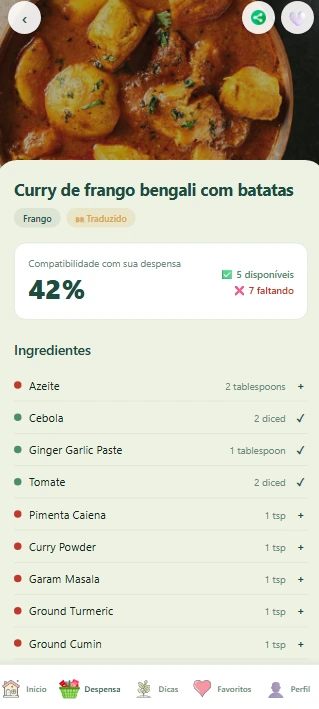 ‹
Curry de frango bengali com batatas
Frango
BR Traduzido
Compatibilidade com sua despensa
42%
✅ 5 disponíveis
❌ 7 faltando
Ingredientes
Azeite 2 tablespoons +
Cebola 2 diced ✓
Ginger Garlic Paste 1 tablespoon ✓
Tomate 2 diced ✓
Pimenta Caiena 1 tsp +
Curry Powder 1 tsp +
Garam Masala 1 tsp +
Ground Turmeric 1 tsp +
Ground Cumin 1 tsp +
Início Despensa Dicas Favoritos Perfil